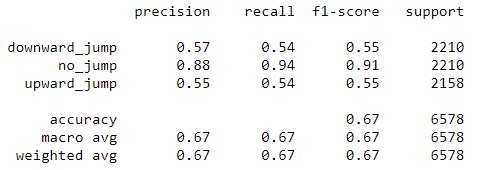 precision recall f1-score support
downward_jump 0.57 0.54 0.55 2210
no_jump 0.88 0.94 0.91 2210
upward_jump 0.55 0.54 0.55 2158
accuracy 0.67 6578
macro avg 0.67 0.67 0.67 6578
weighted avg 0.67 0.67 0.67 6578